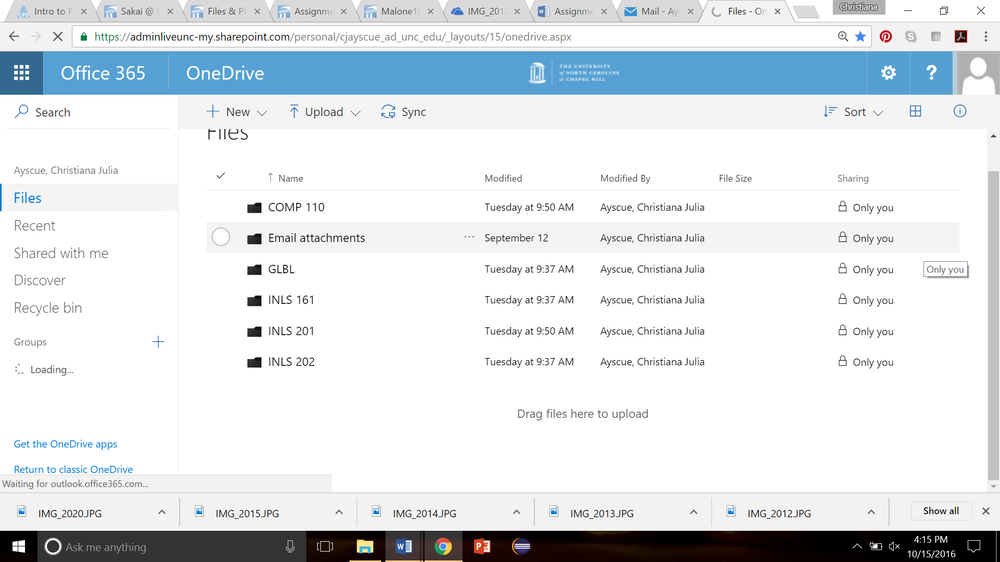 Intro to P
Sakai @ U
Files & Pi
Assignme
Malone19
IMG_2012
Assignme
Mail - Ays
Files - On
Christiana
https://adminliveunc-my.sharepoint.com/personal/cjayscue_ad_unc_edu/_layouts/15/onedrive.aspx
Office 365
OneDrive
THE UNIVERSITY
of NORTH CAROLINA
at CHAPEL HILL
?
Search
New
Upload
Sync
Sort
Files
Ayscue, Christiana Julia
Files
Recent
Shared with me
Discover
Recycle bin
Groups
Loading...
Get the OneDrive apps
Return to classic OneDrive
Name Modified Modified By File Size Sharing
COMP 110 Tuesday at 9:50 AM Ayscue, Christiana Julia Only you
Email attachments ... September 12 Ayscue, Christiana Julia Only you
GLBL Tuesday at 9:37 AM Ayscue, Christiana Julia Only you
Only you
INLS 161 Tuesday at 9:37 AM Ayscue, Christiana Julia Only you
INLS 201 Tuesday at 9:50 AM Ayscue, Christiana Julia Only you
INLS 202 Tuesday at 9:37 AM Ayscue, Christiana Julia Only you
Drag files here to upload
Waiting for outlook.office365.com...
IMG_2020.JPG
IMG_2015.JPG
IMG_2014.JPG
IMG_2013.JPG
IMG_2012.JPG
Show all
Ask me anything
4:15 PM
10/15/2016